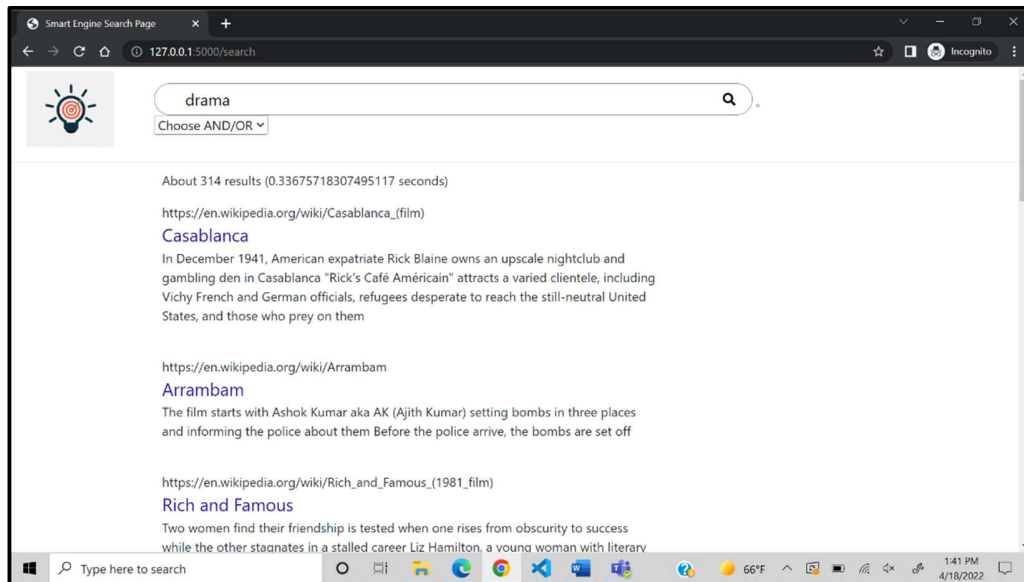 Smart Engine Search Page
127.0.0.1:5000/search
Incognito
drama
Choose AND/OR
About 314 results (0.33675718307495117 seconds)
https://en.wikipedia.org/wiki/Casablanca_(film)
Casablanca
In December 1941, American expatriate Rick Blaine owns an upscale nightclub and
gambling den in Casablanca "Rick's Café Américain" attracts a varied clientele, including
Vichy French and German officials, refugees desperate to reach the still-neutral United
States, and those who prey on them
https://en.wikipedia.org/wiki/Arrambam
Arrambam
The film starts with Ashok Kumar aka AK (Ajith Kumar) setting bombs in three places
and informing the police about them Before the police arrive, the bombs are set off
https://en.wikipedia.org/wiki/Rich_and_Famous_(1981_film)
Rich and Famous
Two women find their friendship is tested when one rises from obscurity to success
while the other stagnates in a stalled career Liz Hamilton, a young woman with literary
Type here to search
66°F
1:41 PM
4/18/2022